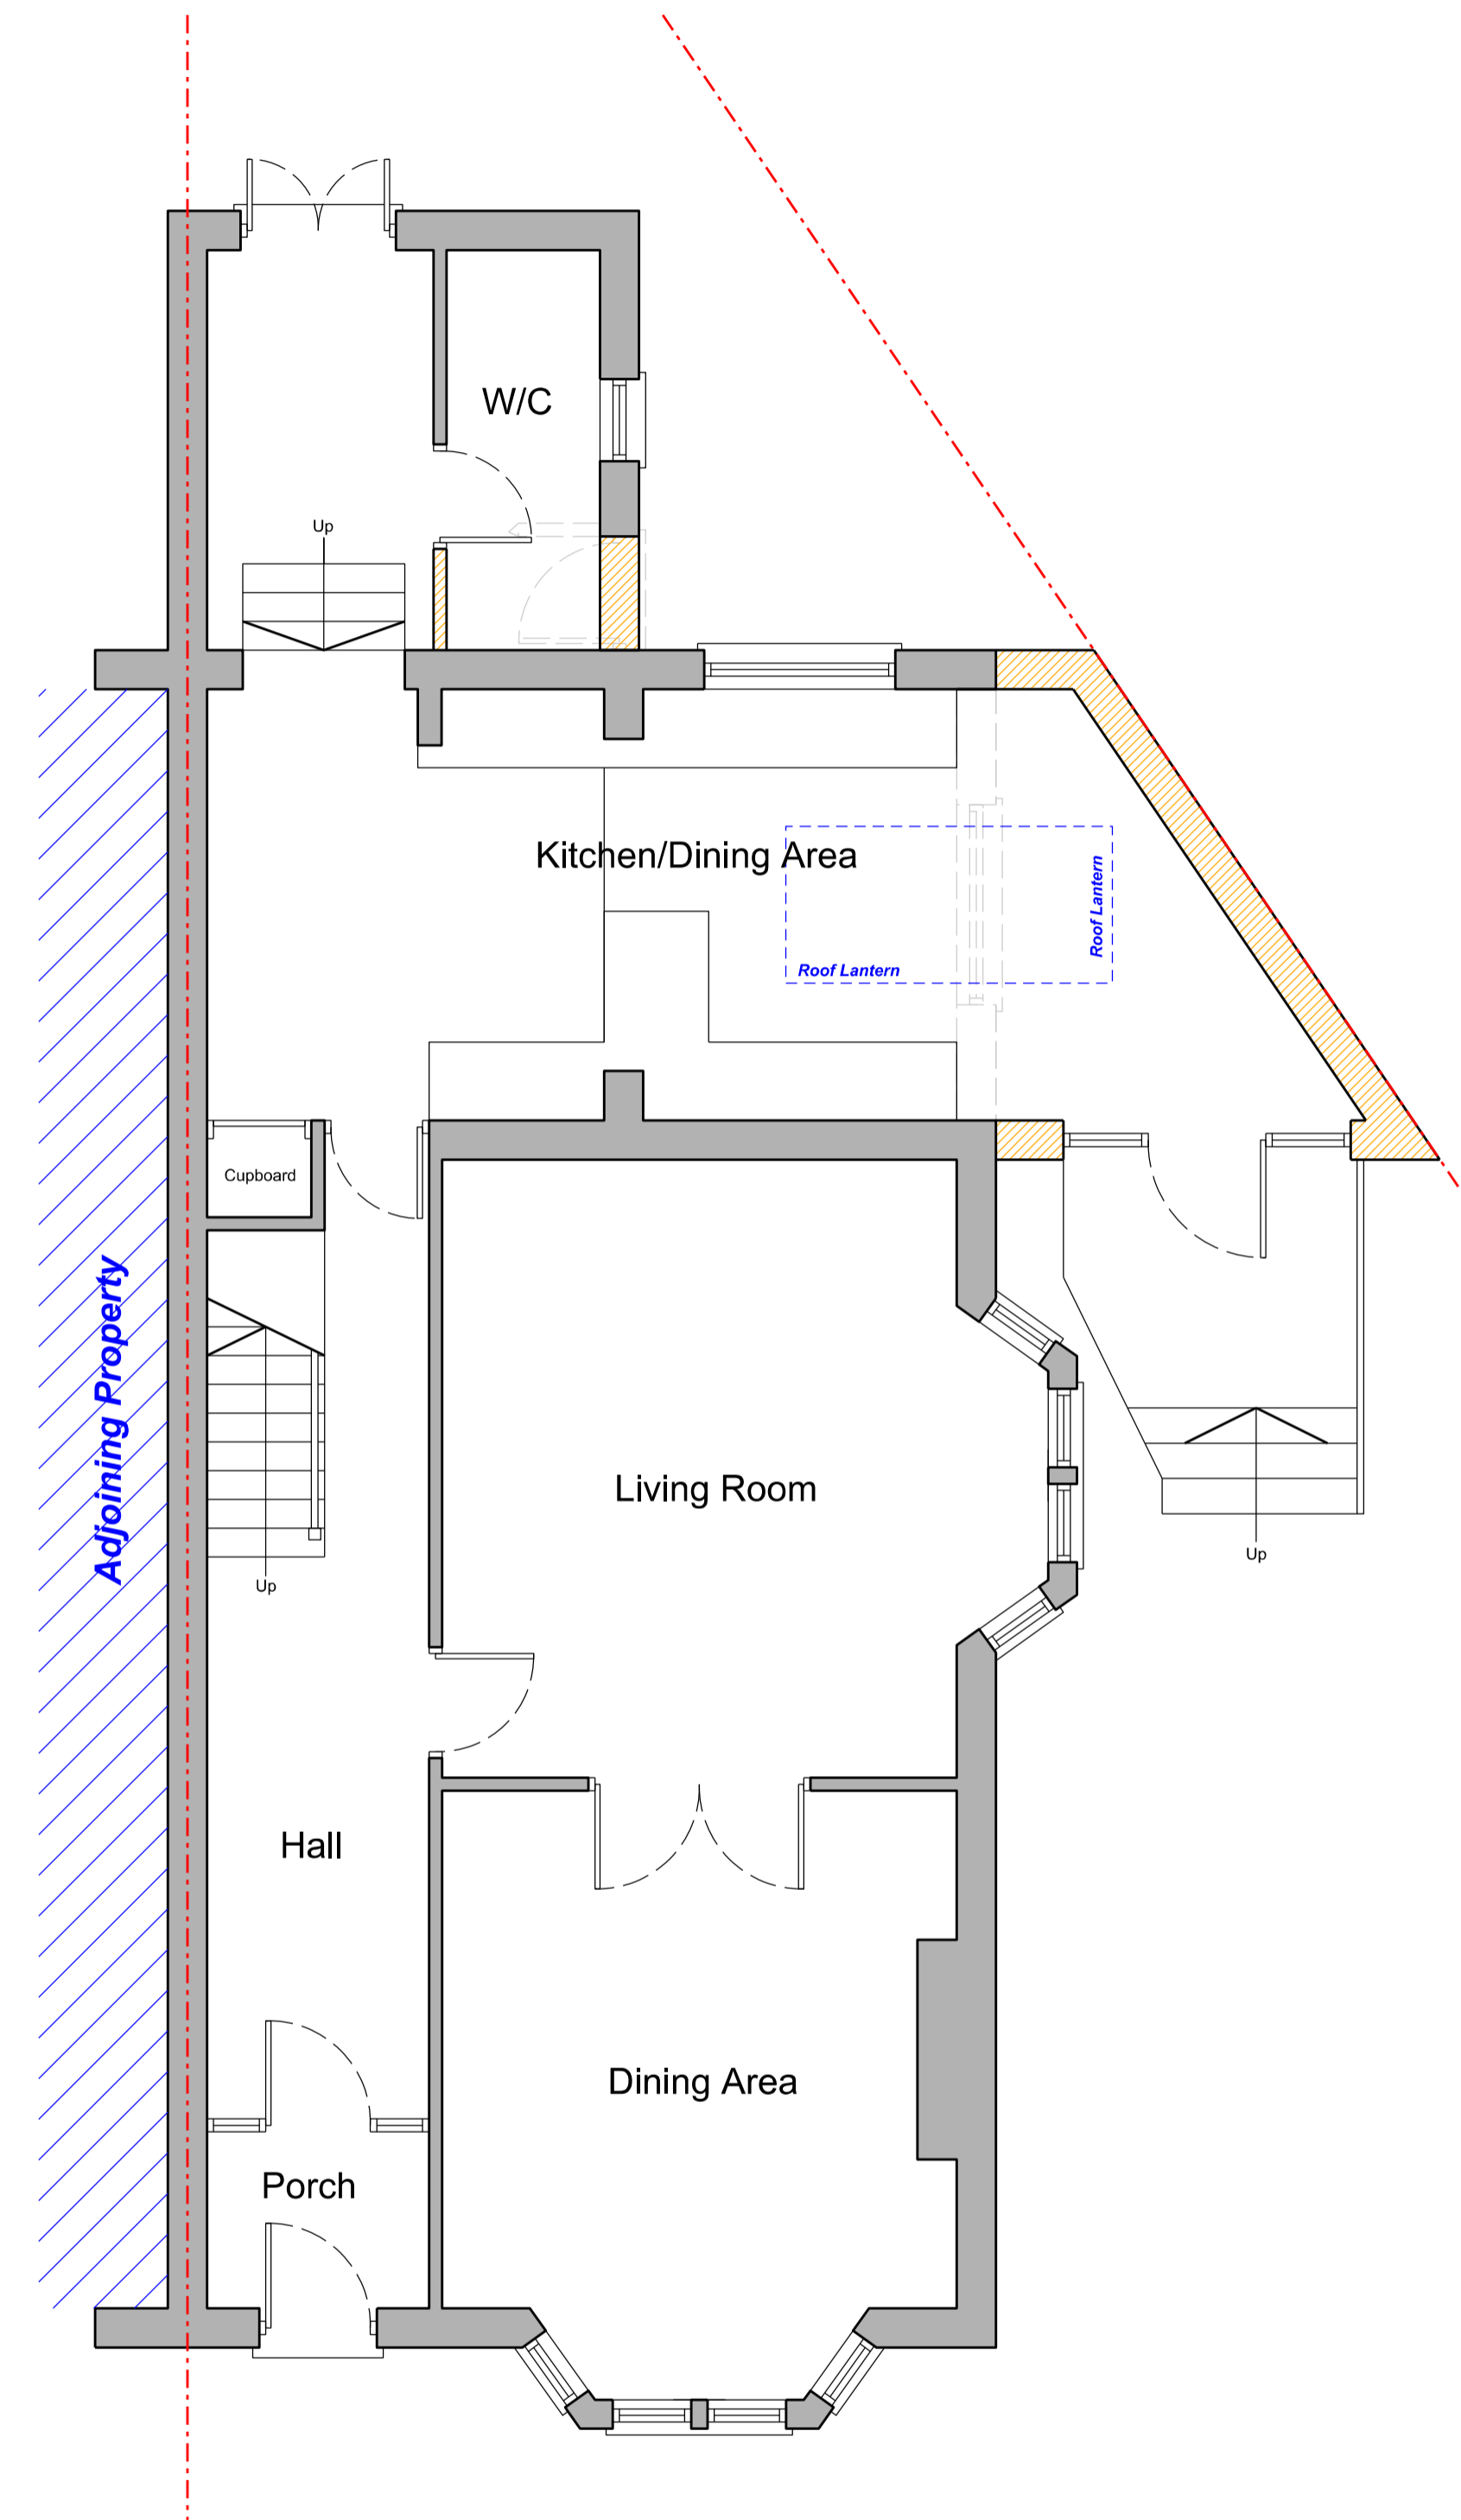 W/C
Up
Kitchen/Dining Area
Roof Lantern
Roof Lantern
Cupboard
Adjoining Property
Living Room
Up
Up
Hall
Dining Area
Porch